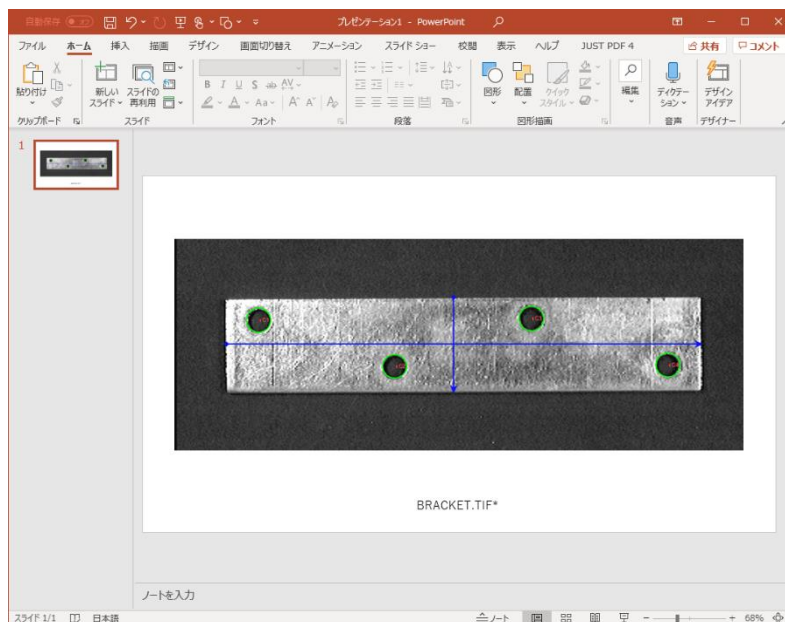 自動保存
プレゼンテーション1 - PowerPoint
ファイル ホーム 挿入 描画 デザイン 画面切り替え アニメーション スライド ショー 校閲 表示 ヘルプ JUST PDF 4 共有 コメント
貼り付け 新しい スライド スライドの 再利用 B I U S ab AV A Aa A A 図形 配置 クイック スタイル 編集 ディクテーション デザイン アイデア
クリップボード スライド フォント 段落 図形描画 音声 デザイナー
1
BRACKET.TIF*
ノートを入力
スライド 1/1 日本語 ノート 68%